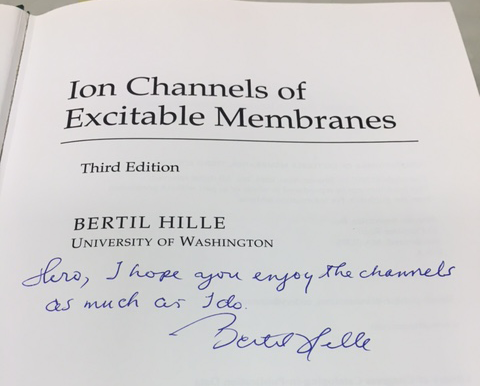 Ion Channels of
Excitable Membranes
Third Edition
BERTIL HILLE
UNIVERSITY OF WASHINGTON
Hero, I hope you enjoy the channels
as much as I do.
Bertil Hille